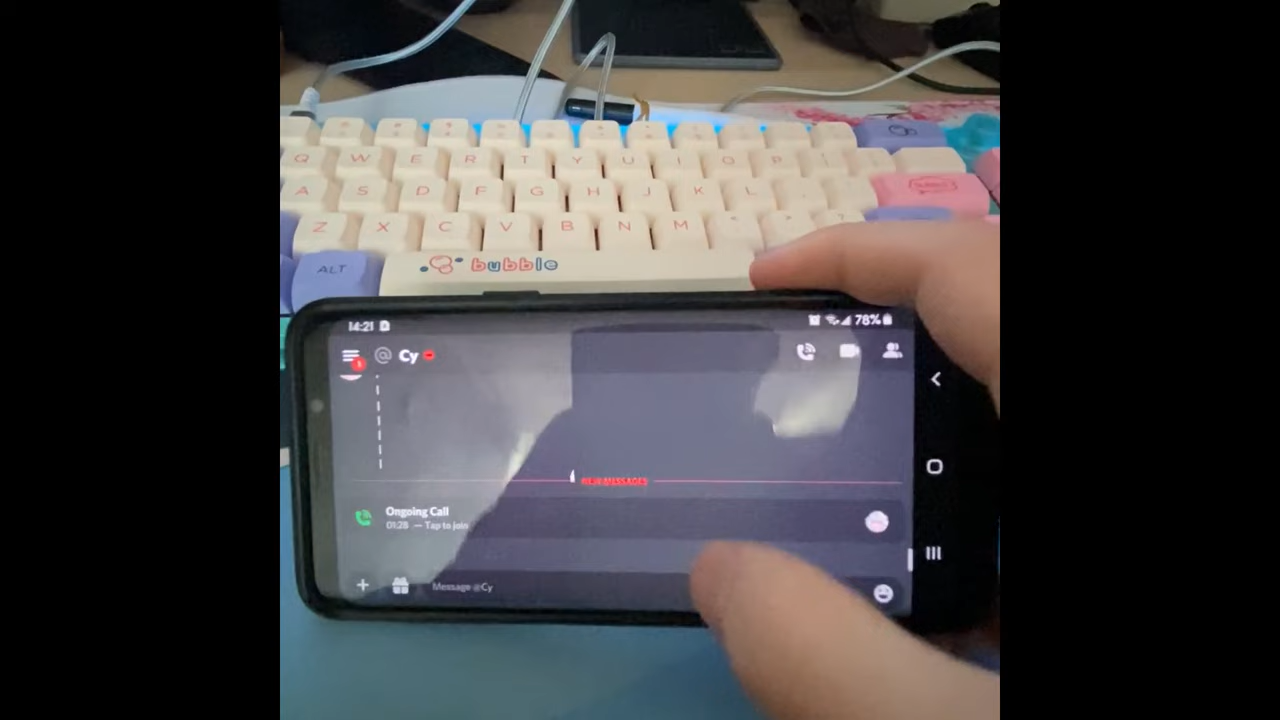 Q W E R T Y U I O P
A S D F G H J K L
Z X C V B N M
ALT
bubble
14:21
78%
@ Cy
NEW MESSAGES
Ongoing Call
01:28 — Tap to join
Message @Cy